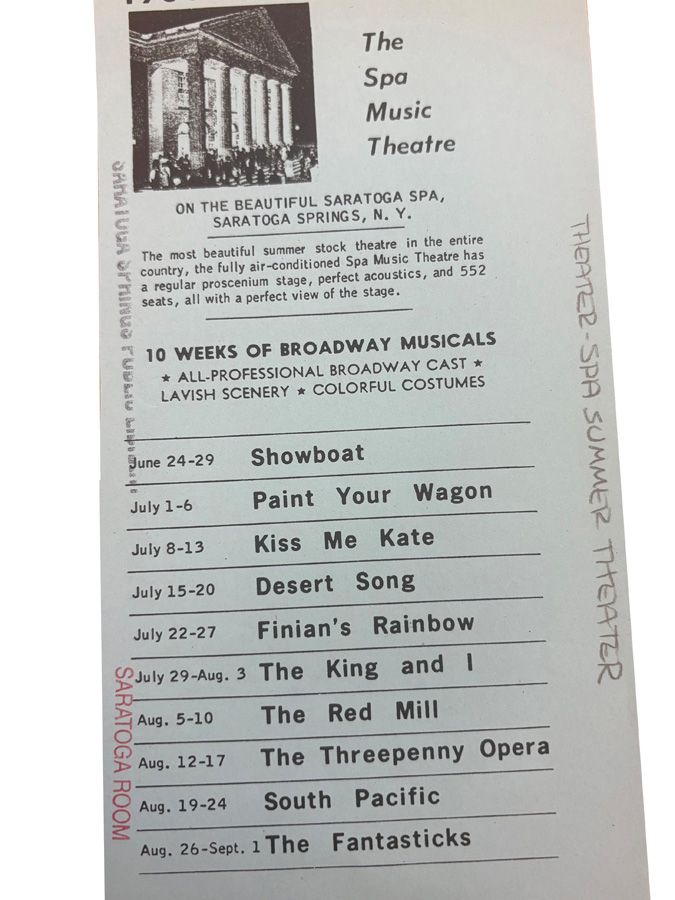 The
Spa
Music
Theatre
ON THE BEAUTIFUL SARATOGA SPA,
SARATOGA SPRINGS, N. Y.
The most beautiful summer stock theatre in the entire
country, the fully air-conditioned Spa Music Theatre has
a regular proscenium stage, perfect acoustics, and 552
seats, all with a perfect view of the stage.
10 WEEKS OF BROADWAY MUSICALS
★ ALL-PROFESSIONAL BROADWAY CAST ★
LAVISH SCENERY ★ COLORFUL COSTUMES
June 24-29 Showboat
July 1-6 Paint Your Wagon
July 8-13 Kiss Me Kate
July 15-20 Desert Song
July 22-27 Finian's Rainbow
July 29-Aug. 3 The King and I
Aug. 5-10 The Red Mill
Aug. 12-17 The Threepenny Opera
Aug. 19-24 South Pacific
Aug. 26-Sept. 1 The Fantasticks
SARATOGA SPRINGS PUBLIC LIBRARY
SARATOGA ROOM
THEATER-SPA SUMMER THEATER